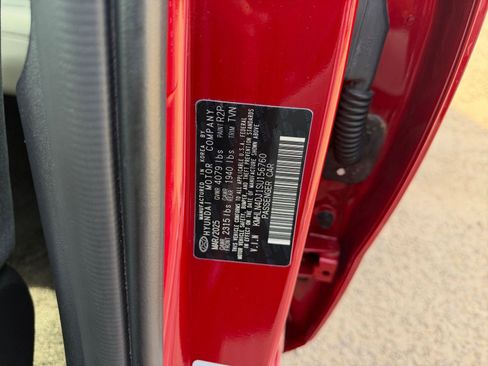 MANUFACTURED IN KOREA BY
HYUNDAI MOTOR COMPANY
MAR/2025 GVWR 4079 lbs PAINT R2P
GAWR FRONT 2315 lbs GAWR 1940 lbs TRIM TVN
THIS VEHICLE CONFORMS TO ALL APPLICABLE U.S.A. FEDERAL
MOTOR VEHICLE SAFETY, BUMPER, AND THEFT PREVENTION STANDARDS
IN EFFECT ON THE DATE OF MANUFACTURE SHOWN ABOVE.
V.I.N
PASSENGER CAR